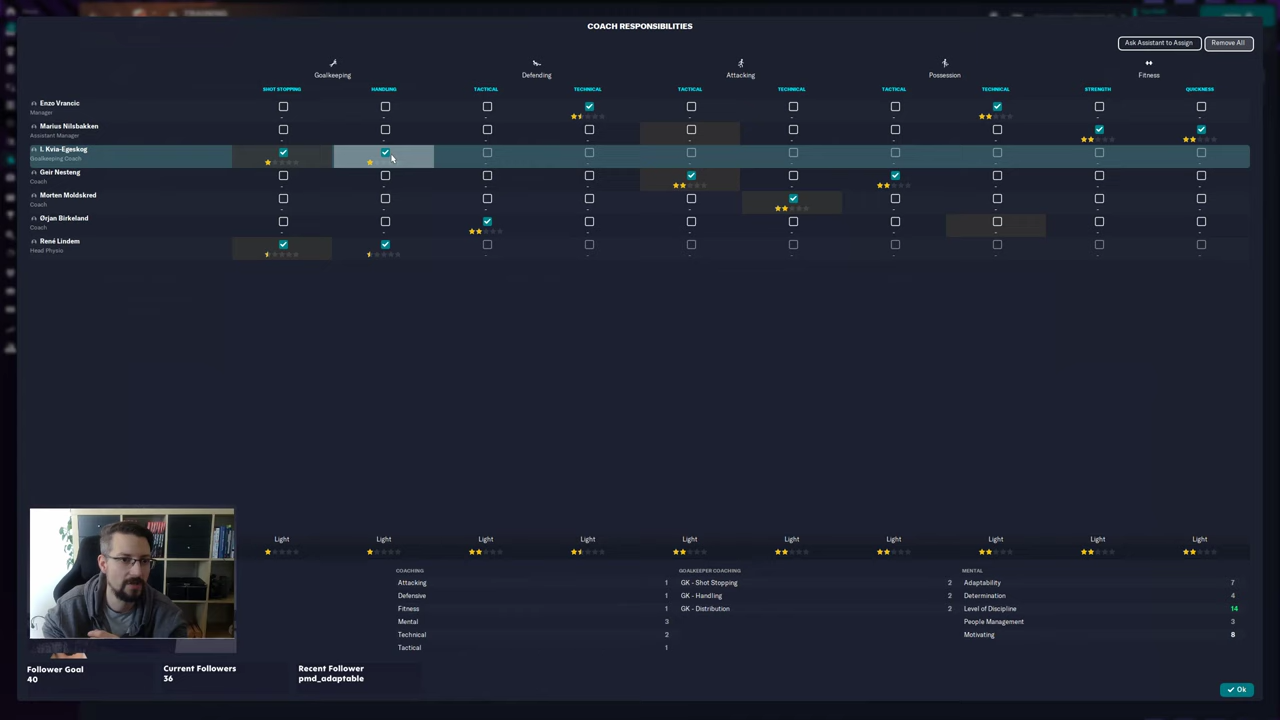 COACH RESPONSIBILITIES
Ask Assistant to Assign
Remove All
Goalkeeping
Defending
Attacking
Possession
Fitness
SHOT STOPPING
HANDLING
TACTICAL
TECHNICAL
TACTICAL
TECHNICAL
TACTICAL
TECHNICAL
STRENGTH
QUICKNESS
Enzo Vrancic
Manager
Marius Nilsbakken
Assistant Manager
I. Kvia-Egeskog
Goalkeeping Coach
Geir Nesteng
Coach
Morten Moldskred
Coach
Ørjan Birkeland
Coach
René Lindem
Head Physio
Light
Light
Light
Light
Light
Light
Light
Light
Light
Light
COACHING
Attacking 1
Defensive 1
Fitness 1
Mental 3
Technical 2
Tactical 1
GOALKEEPER COACHING
GK - Shot Stopping 2
GK - Handling 2
GK - Distribution 2
MENTAL
Adaptability 7
Determination 4
Level of Discipline 14
People Management 3
Motivating 8
Follower Goal
40
Current Followers
36
Recent Follower
pmd_adaptable
Ok